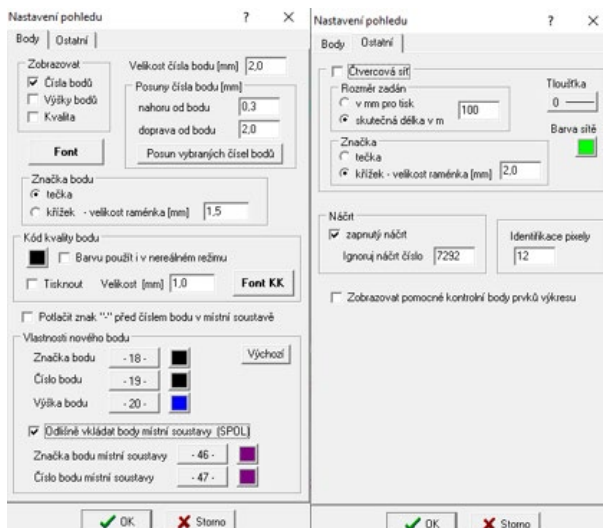 Nastavení pohledu ? ×
Body Ostatní
Zobrazovat
Čísla bodů
Výšky bodů
Kvalita
Velikost čísla bodu [mm] 2,0
Posuny čísla bodu [mm]
nahoru od bodu 0,3
doprava od bodu 2,0
Posun vybraných čísel bodů
Font
Značka bodu
tečka
křížek - velikost raménka [mm] 1,5
Kód kvality bodu
Barvu použít i v nereálném režimu
Tisknout Velikost [mm] 1,0 Font KK
Potlačit znak "-" před číslem bodu v místní soustavě
Vlastnosti nového bodu
Značka bodu - 18 - Výchozí
Číslo bodu - 19 -
Výška bodu - 20 -
Odlišně vkládat body místní soustavy (SPOL)
Značka bodu místní soustavy - 46 -
Číslo bodu místní soustavy - 47 -
OK Storno
Nastavení pohledu ? ×
Body Ostatní
Čtvercová síť
Rozměr zadán
v mm pro tisk
skutečná délka v m
100
Tloušťka
0
Barva sítě
Značka
tečka
křížek - velikost raménka [mm] 2,0
Náčrt
zapnutý náčrt
Ignoruj náčrt číslo 7292
Identifikace pixely
12
Zobrazovat pomocné kontrolní body prvků výkresu
OK Storno